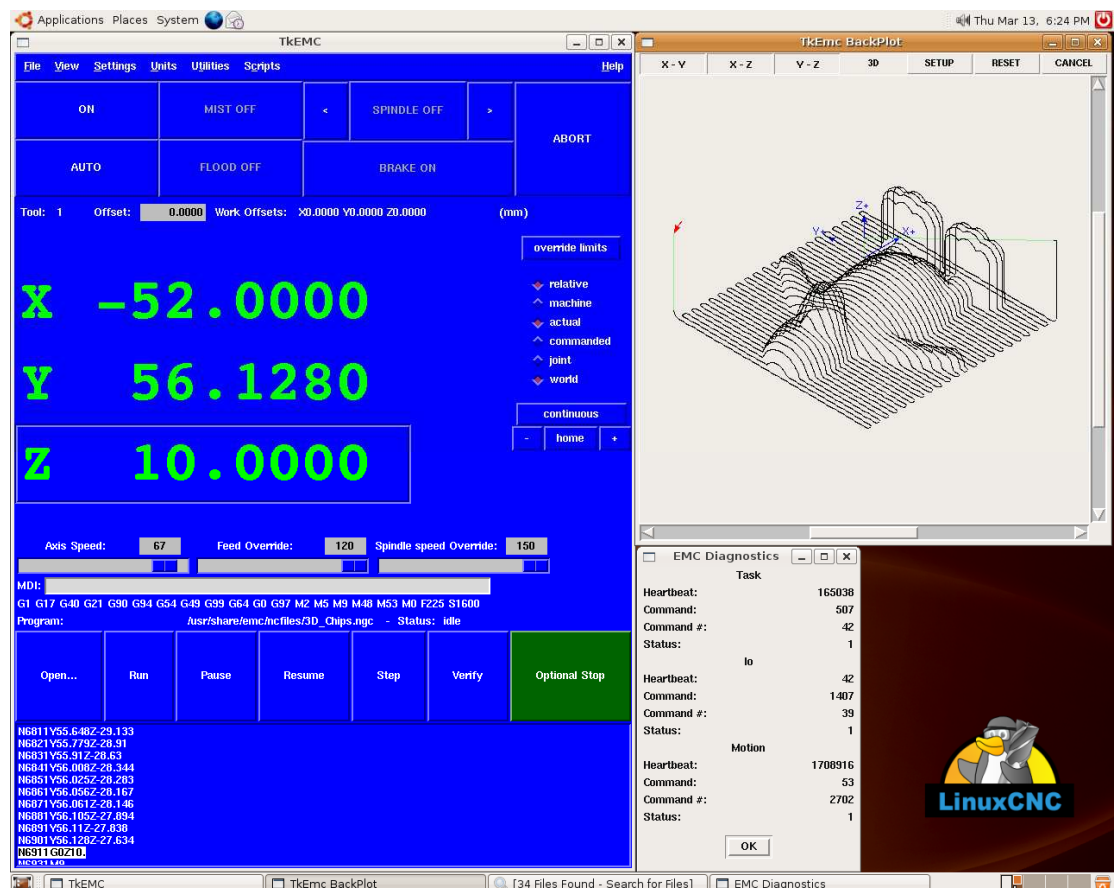 Applications Places System Thu Mar 13, 6:24 PM
TkEMC
File View Settings Units Utilities Scripts Help
ON MIST OFF < SPINDLE OFF > ABORT
AUTO FLOOD OFF BRAKE ON
Tool: 1 Offset: 0.0000 Work Offsets: X0.0000 Y0.0000 Z0.0000 (mm)
override limits
X -52.0000
Y 56.1280
Z 10.0000
relative
machine
actual
commanded
joint
world
continuous
- home +
Axis Speed: 67 Feed Override: 120 Spindle speed Override: 150
MDI:
G1 G17 G40 G21 G90 G94 G54 G49 G99 G64 G0 G97 M2 M5 M9 M48 M53 M0 F225 S1600
Program: /usr/share/emc/ncfiles/3D_Chips.ngc - Status: idle
Open... Run Pause Resume Step Verify Optional Stop
N6811Y55.648Z-29.133
N6821Y55.779Z-28.91
N6831Y55.91Z-28.63
N6841Y56.008Z-28.344
N6851Y56.025Z-28.283
N6861Y56.056Z-28.167
N6871Y56.061Z-28.146
N6881Y56.105Z-27.894
N6891Y56.11Z-27.838
N6901Y56.128Z-27.634
N6911G0Z10.
N6931M9
TkEmc BackPlot
X - Y X - Z Y - Z 3D SETUP RESET CANCEL
Z+
Y+ X+
EMC Diagnostics
Task
Heartbeat: 165038
Command: 507
Command #: 42
Status: 1
Io
Heartbeat: 42
Command: 1407
Command #: 39
Status: 1
Motion
Heartbeat: 1708916
Command: 53
Command #: 2702
Status: 1
OK
LinuxCNC
TkEMC TkEmc BackPlot [34 Files Found - Search for Files] EMC Diagnostics